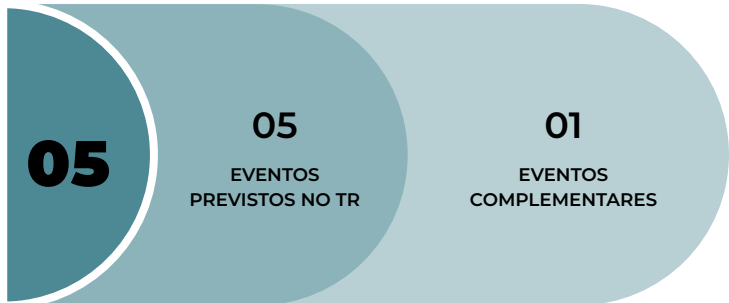 05
05
EVENTOS
PREVISTOS NO TR
01
EVENTOS
COMPLEMENTARES